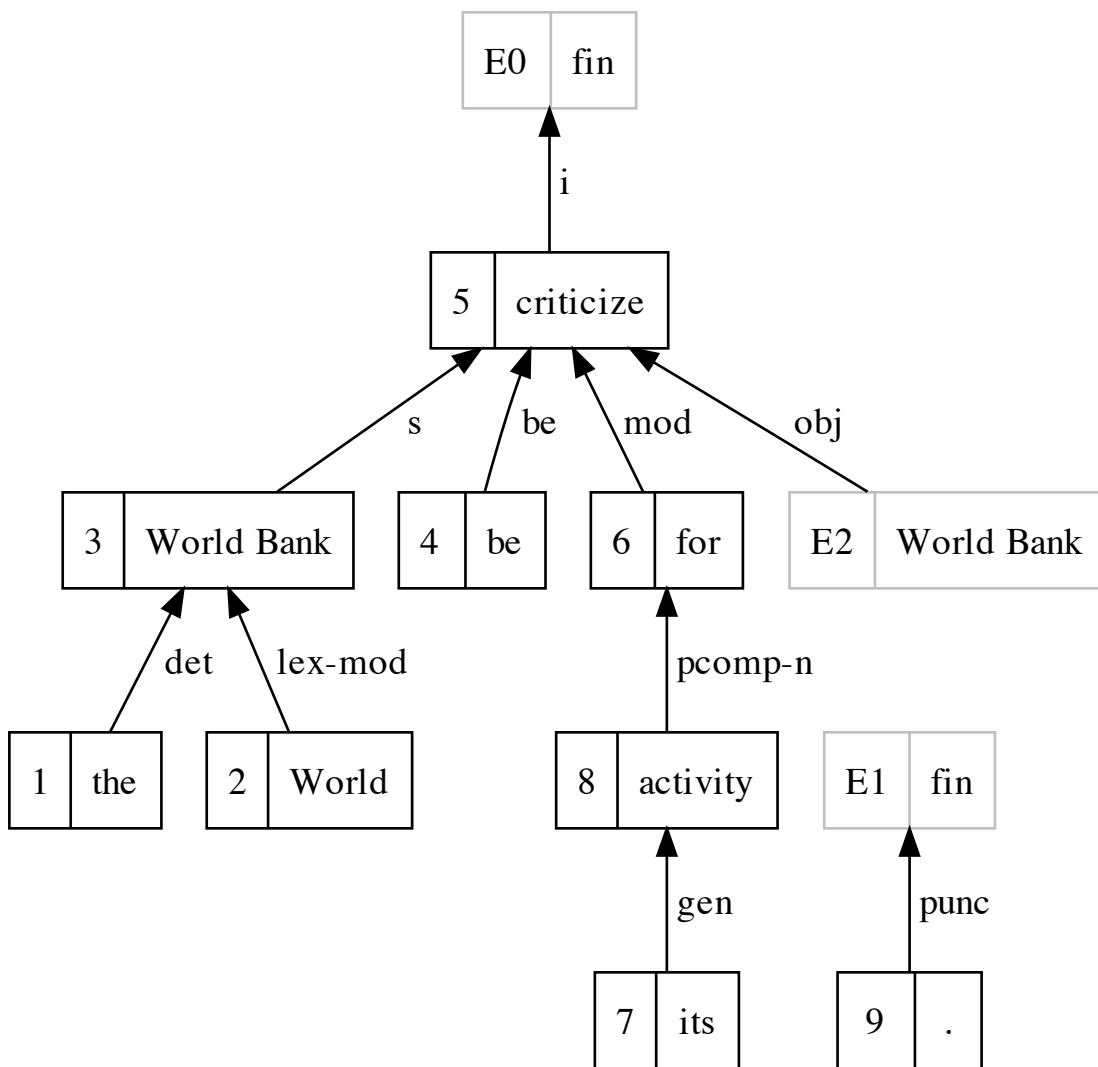 E0 fin
i
5 criticize
s be mod obj
3 World Bank 4 be 6 for E2 World Bank
det lex-mod pcomp-n
1 the 2 World 8 activity E1 fin
gen punc
7 its 9 .